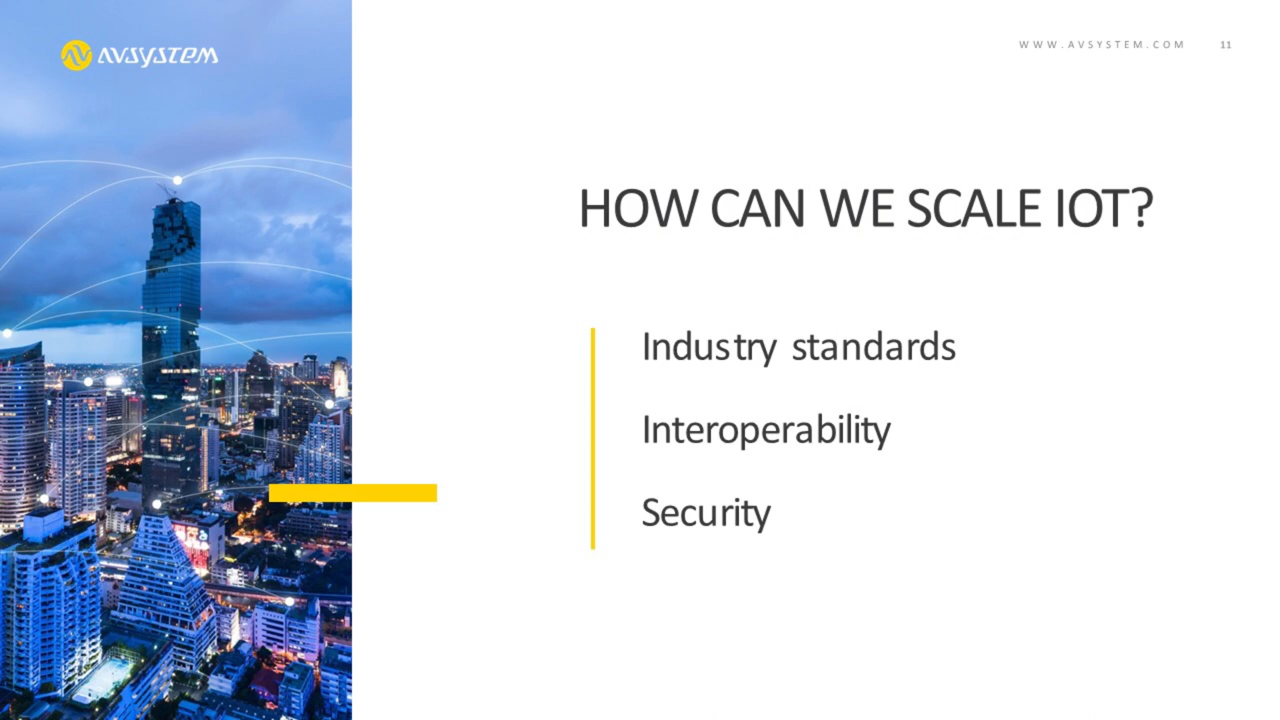 AVSYSTEM
WWW.AVSYSTEM.COM 11
HOW CAN WE SCALE IOT?
Industry standards
Interoperability
Security